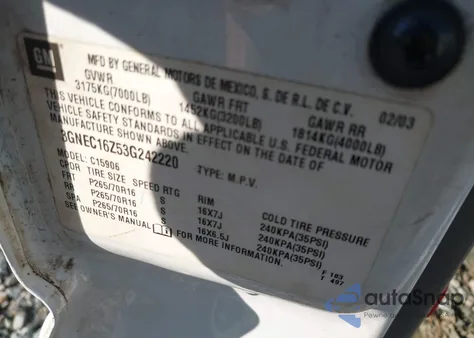 GM
MFD BY GENERAL MOTORS DE MEXICO, S. DE R.L. DE C.V.
02/03
GVWR GAWR FRT GAWR RR
3175KG(7000LB) 1452KG(3200LB) 1814KG(4000LB)
THIS VEHICLE CONFORMS TO ALL APPLICABLE U.S. FEDERAL MOTOR
VEHICLE SAFETY STANDARDS IN EFFECT ON THE DATE OF
MANUFACTURE SHOWN ABOVE.
3GNEC16Z53G242220 TYPE: M.P.V.
MODEL: C15906
TIRE SIZE SPEED RTG RIM COLD TIRE PRESSURE
FRT P265/70R16 S 16X7J 240KPA(35PSI)
RR P265/70R16 S 16X7J 240KPA(35PSI)
SPA P265/70R16 S 16X6.5J 240KPA(35PSI)
SEE OWNER'S MANUAL FOR MORE INFORMATION.
autoSnap